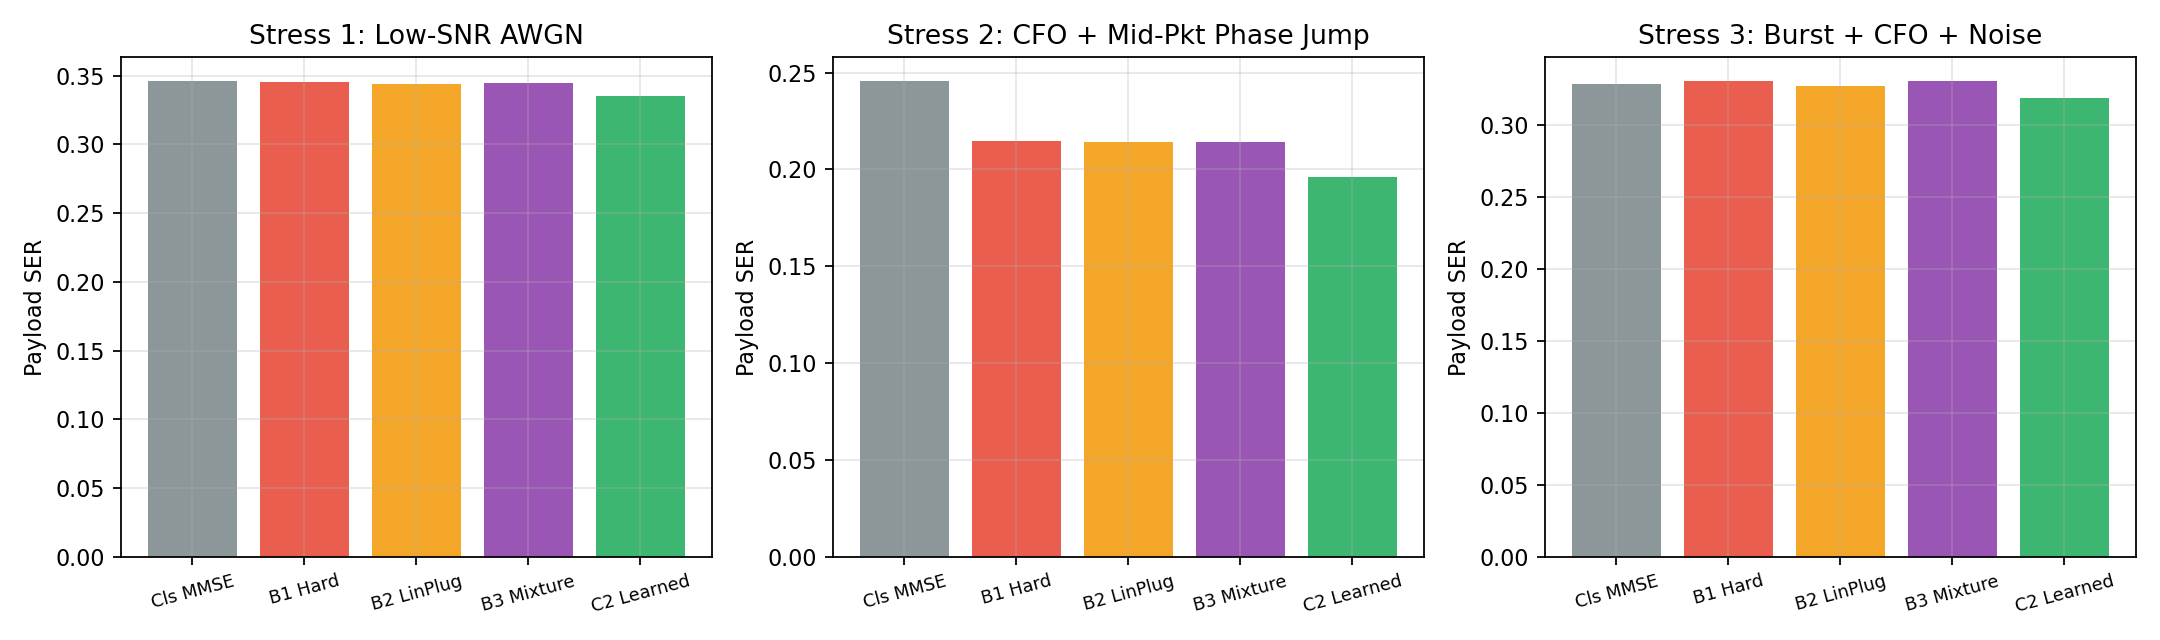 Stress 1: Low-SNR AWGN
Payload SER
0.35
0.30
0.25
0.20
0.15
0.10
0.05
0.00
Cls MMSE
B1 Hard
B2 LinPlug
B3 Mixture
C2 Learned
Stress 2: CFO + Mid-Pkt Phase Jump
Payload SER
0.25
0.20
0.15
0.10
0.05
0.00
Cls MMSE
B1 Hard
B2 LinPlug
B3 Mixture
C2 Learned
Stress 3: Burst + CFO + Noise
Payload SER
0.30
0.25
0.20
0.15
0.10
0.05
0.00
Cls MMSE
B1 Hard
B2 LinPlug
B3 Mixture
C2 Learned